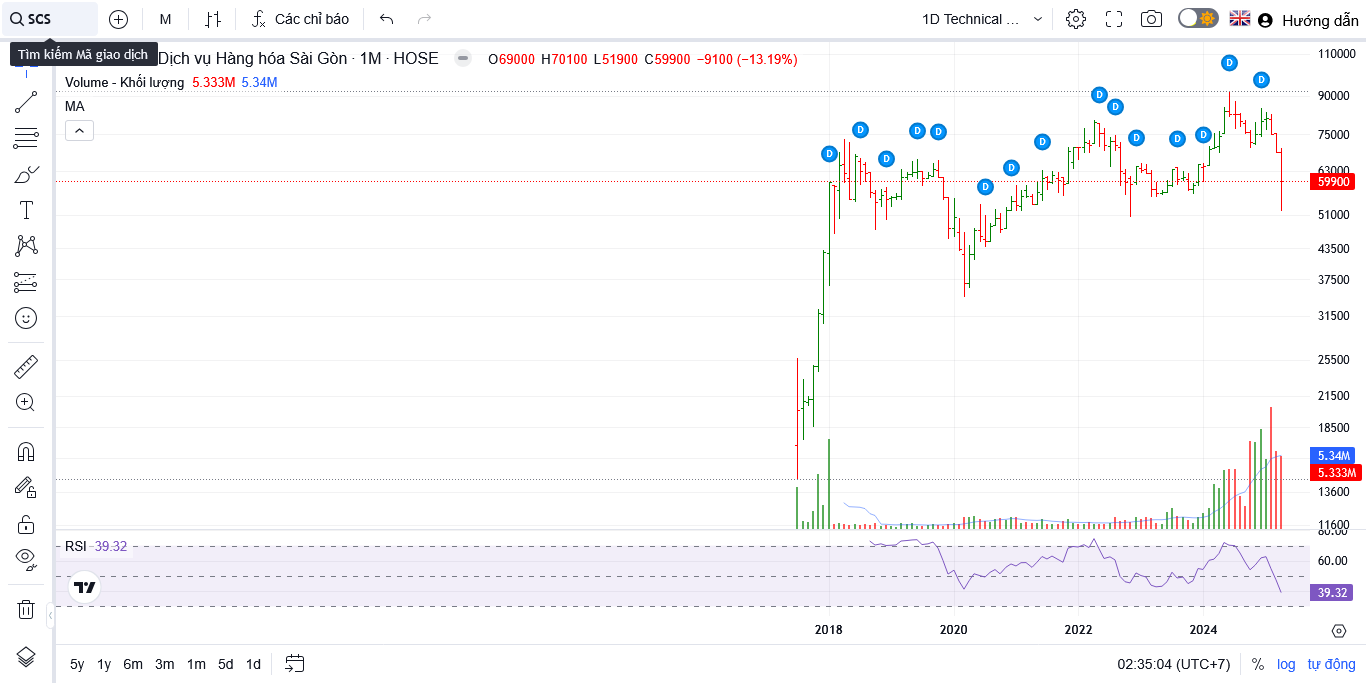 SCS M Các chỉ báo 1D Technical ... Hướng dẫn
Tìm kiếm Mã giao dịch Dịch vụ Hàng hóa Sài Gòn · 1M · HOSE O69000 H70100 L51900 C59900 −9100 (−13.19%)
Volume - Khối lượng 5.333M 5.34M
MA
D D D D D D D D D D D D D D D
110000
90000
75000
63000
59900
51000
43500
37500
31500
25500
21500
18500
5.34M
5.333M
13600
11600
80.00
RSI 39.32
60.00
39.32
2018 2020 2022 2024
5y 1y 6m 3m 1m 5d 1d 02:35:04 (UTC+7) % log tự động